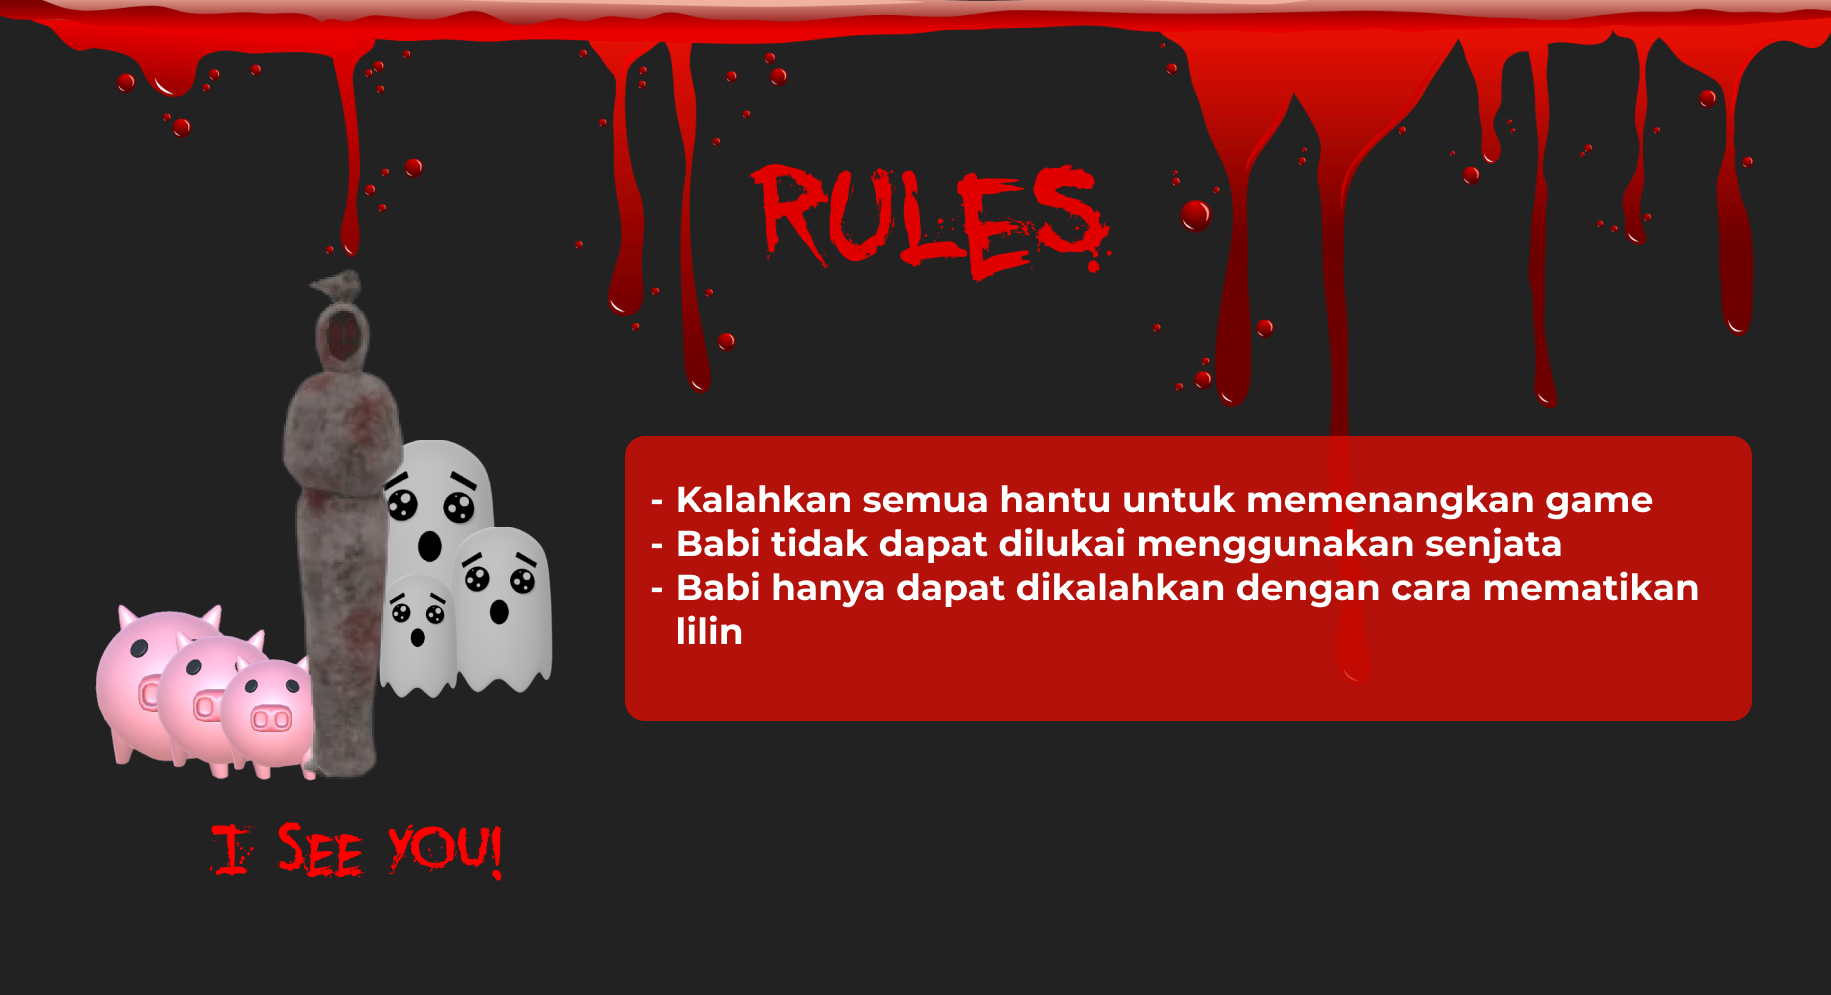 RULES
- Kalahkan semua hantu untuk memenangkan game
- Babi tidak dapat dilukai menggunakan senjata
- Babi hanya dapat dikalahkan dengan cara mematikan
lilin
I SEE YOU!